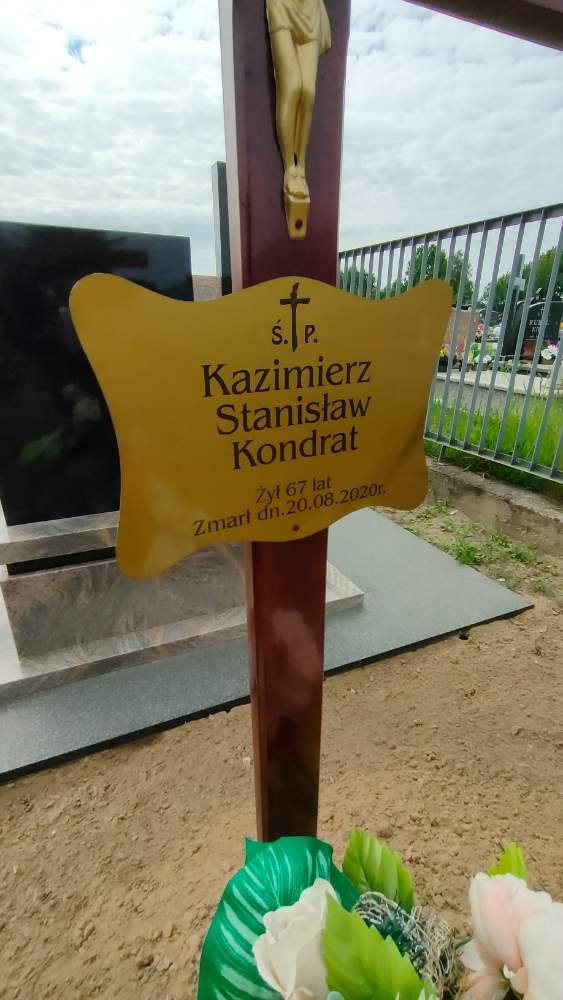 Ś. P.
Kazimierz
Stanisław
Kondrat
Żył 67 lat
Zmarł dn.20.08.2020r.